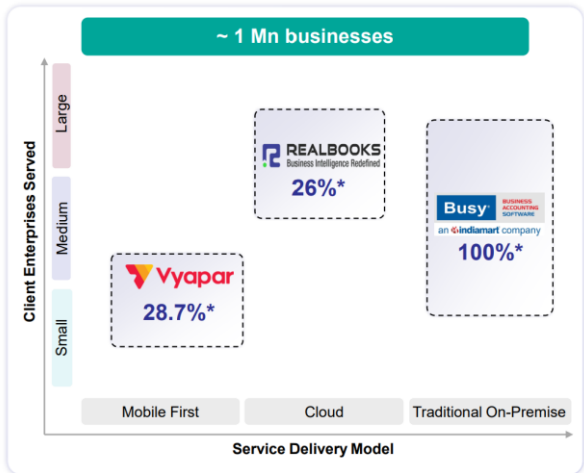 ~ 1 Mn businesses
Client Enterprises Served
Large
Medium
Small
REALBOOKS
Business Intelligence Redefined
26%*
Busy
BUSINESS
ACCOUNTING
SOFTWARE
an indiamart company
100%*
Vyapar
28.7%*
Mobile First
Cloud
Traditional On-Premise
Service Delivery Model